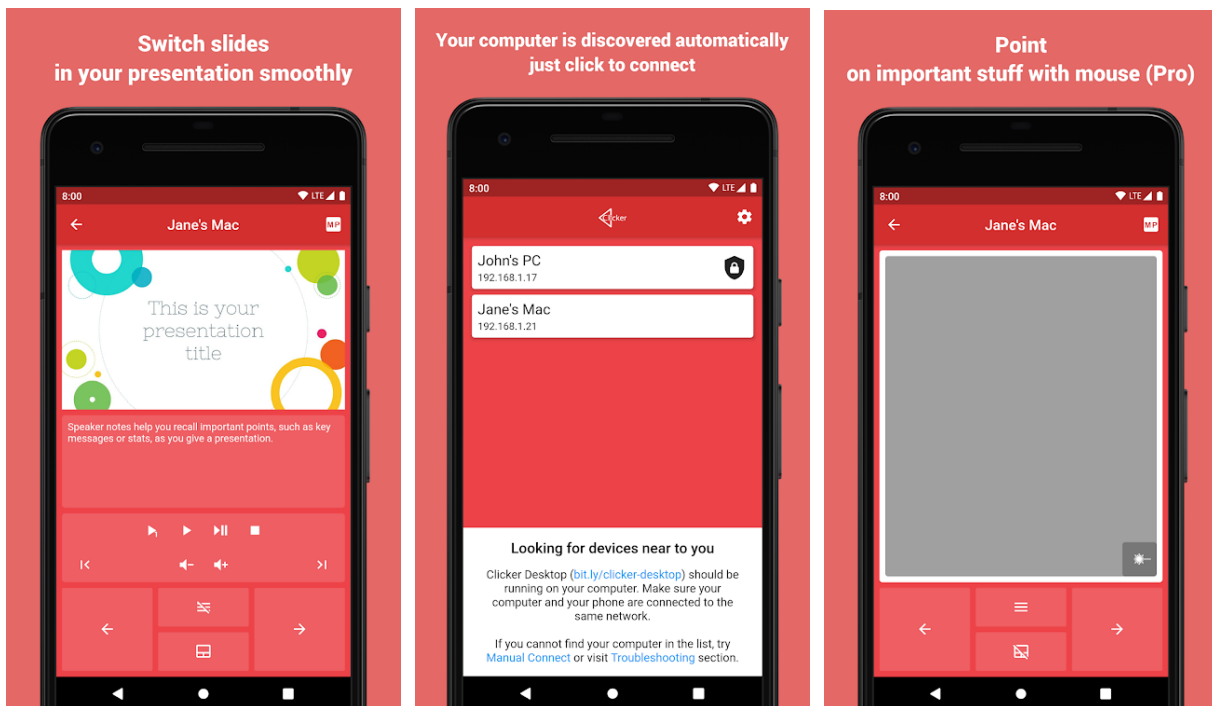 Switch slides
in your presentation smoothly
8:00
LTE
Jane's Mac
MP
This is your
presentation
title
Speaker notes help you recall important points, such as key
messages or stats, as you give a presentation.
Your computer is discovered automatically
just click to connect
8:00
LTE
Clicker
John's PC
192.168.1.17
Jane's Mac
192.168.1.21
Looking for devices near to you
Clicker Desktop (bit.ly/clicker-desktop) should be
running on your computer. Make sure your
computer and your phone are connected to the
same network.
If you cannot find your computer in the list, try
Manual Connect or visit Troubleshooting section.
Point
on important stuff with mouse (Pro)
8:00
LTE
Jane's Mac
MP